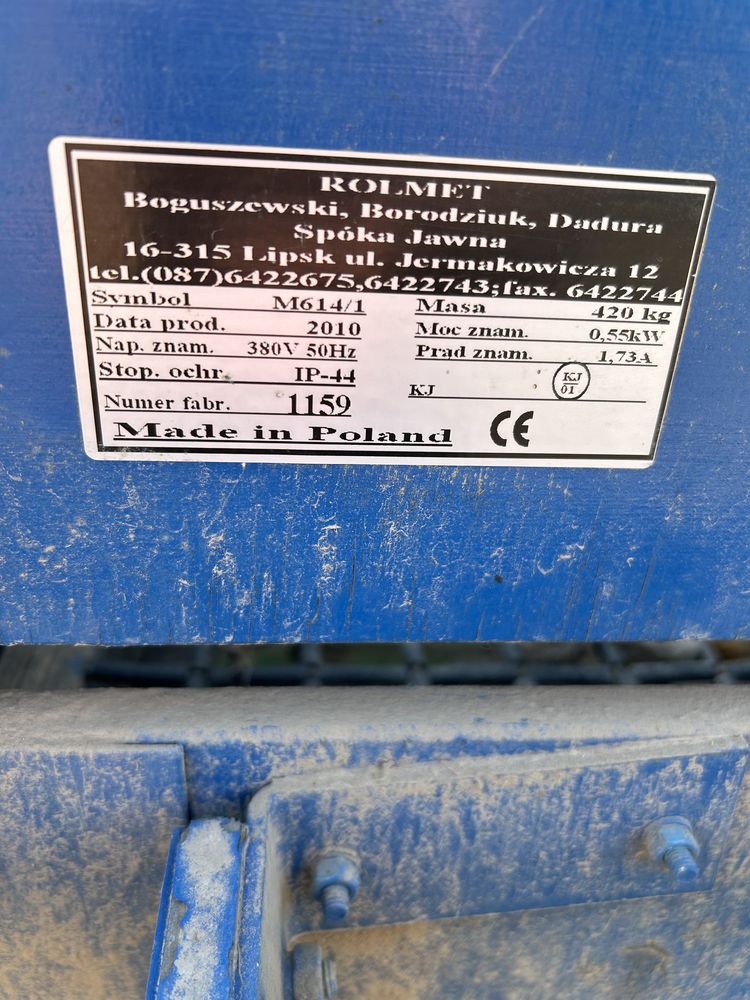 ROLMET
Boguszewski, Borodziuk, Dadura
Spóka Jawna
16-315 Lipsk ul. Jermakowicza 12
tel.(087)6422675,6422743;fax. 6422744
Symbol M614/1 Masa 420 kg
Data prod. 2010 Moc znam. 0,55kW
Nap. znam. 380V 50Hz Prąd znam. 1,73A
Stop. ochr. IP-44 KJ KJ 01
Numer fabr. 1159
Made in Poland CE